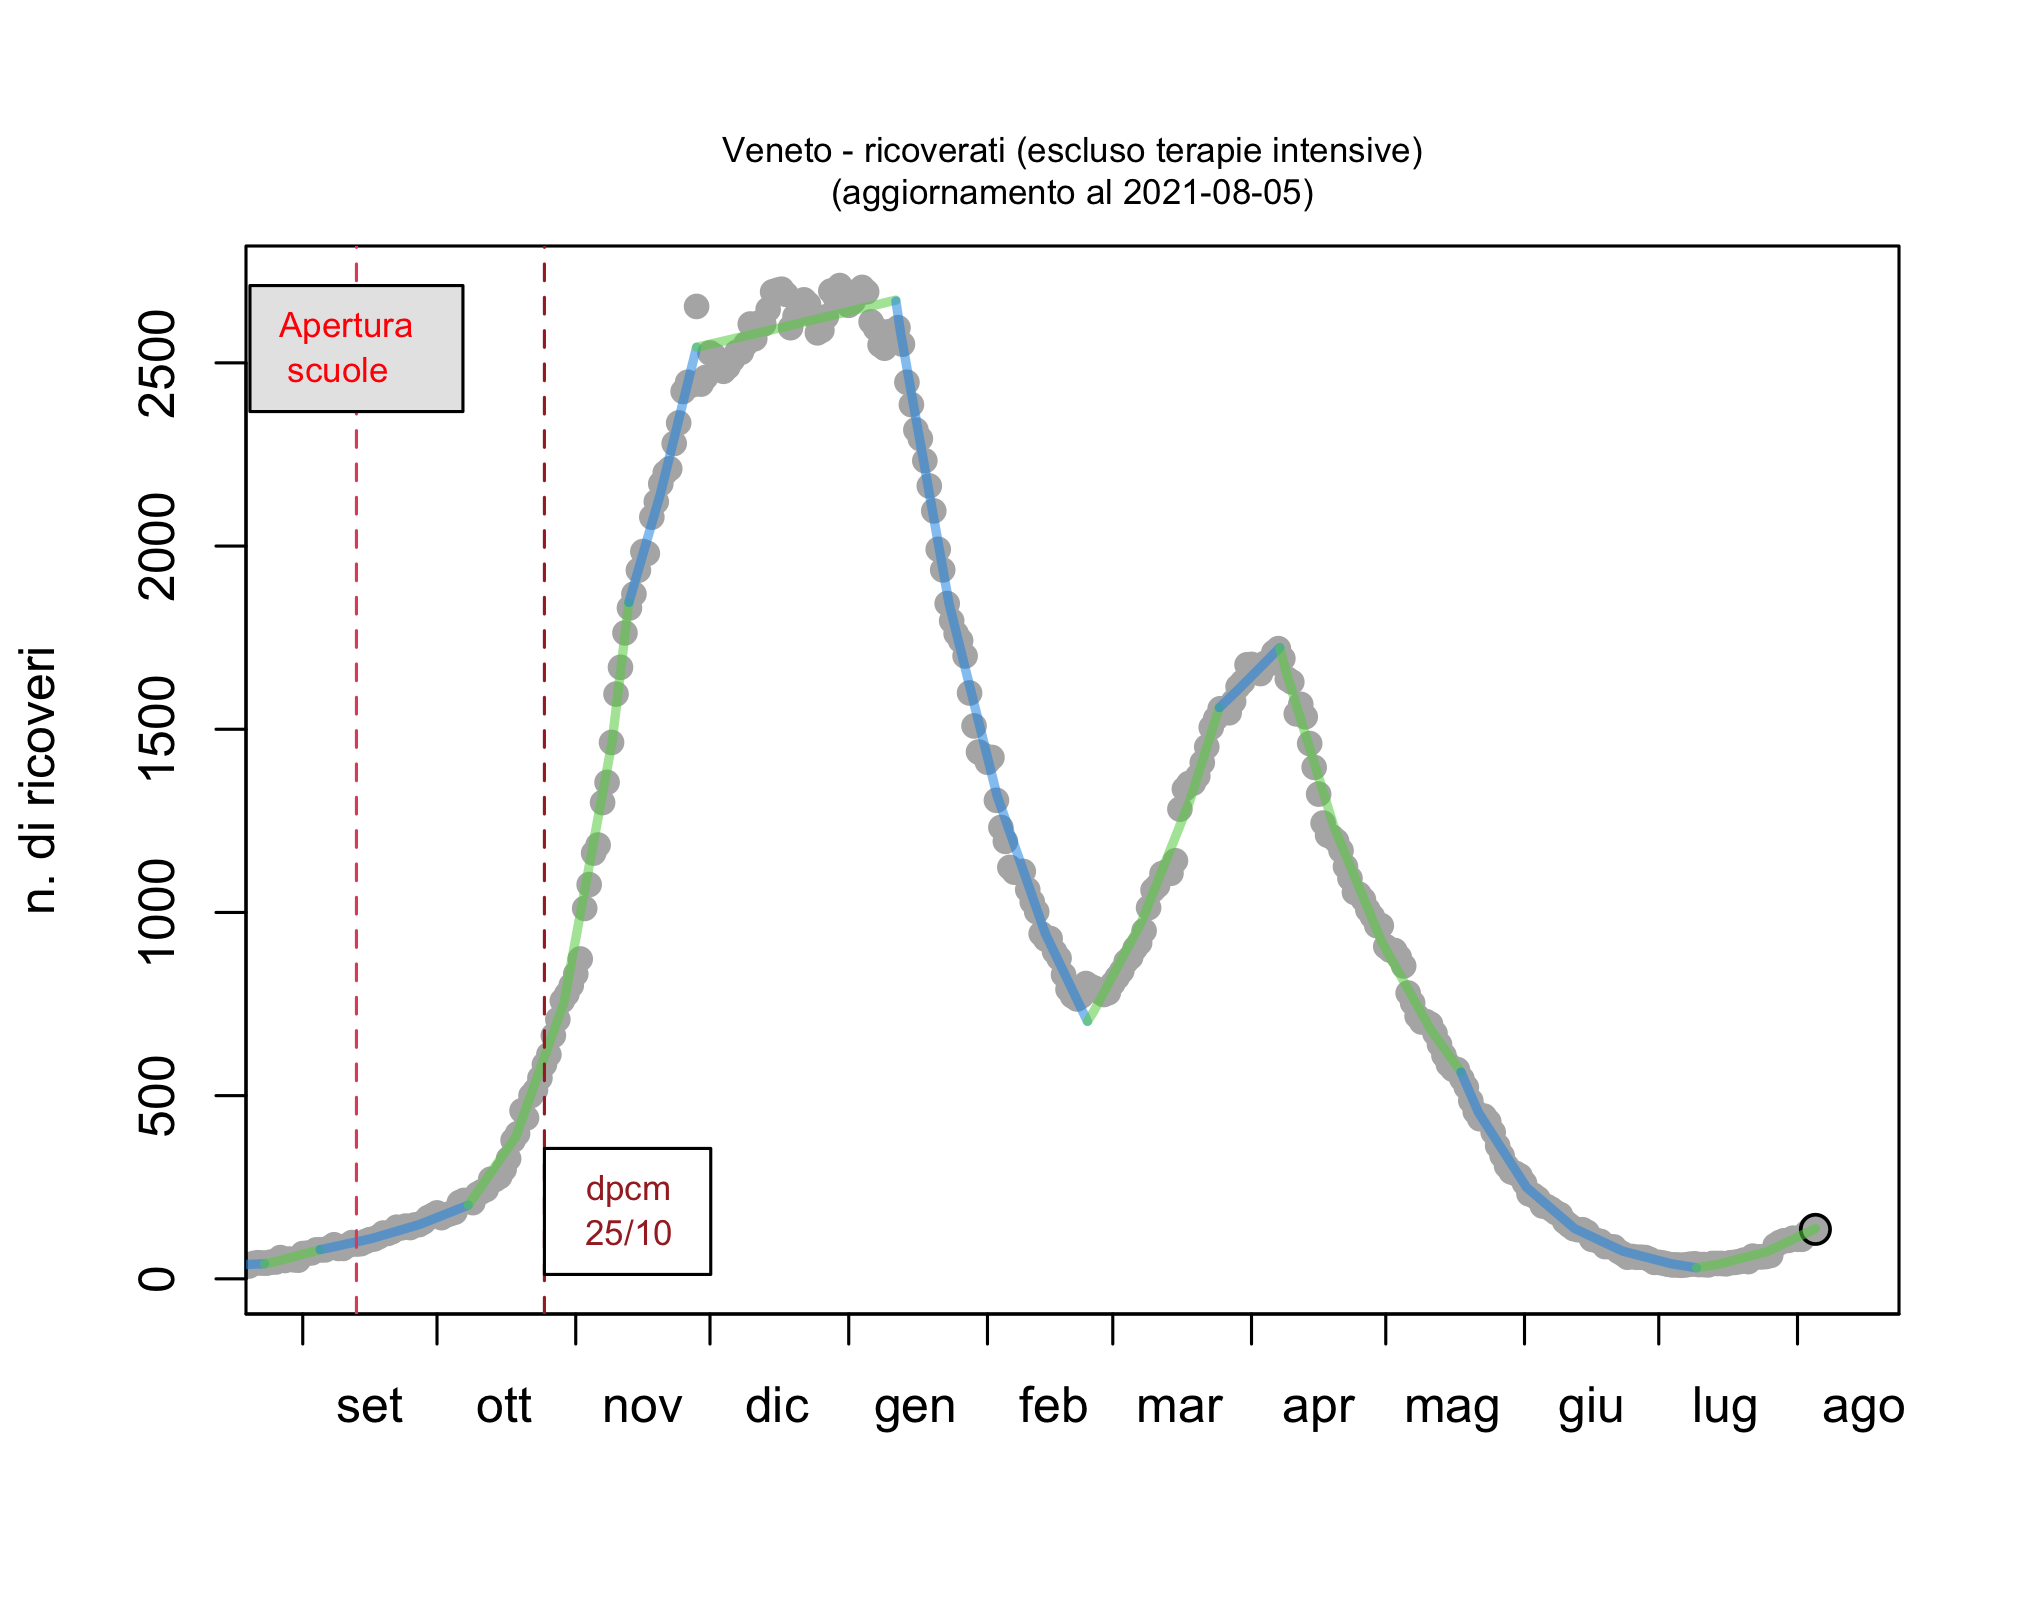 Veneto - ricoverati (escluso terapie intensive)
(aggiornamento al 2021-08-05)
Apertura
scuole
dpcm
25/10
n. di ricoveri
2500
2000
1500
1000
500
0
set ott nov dic gen feb mar apr mag giu lug ago